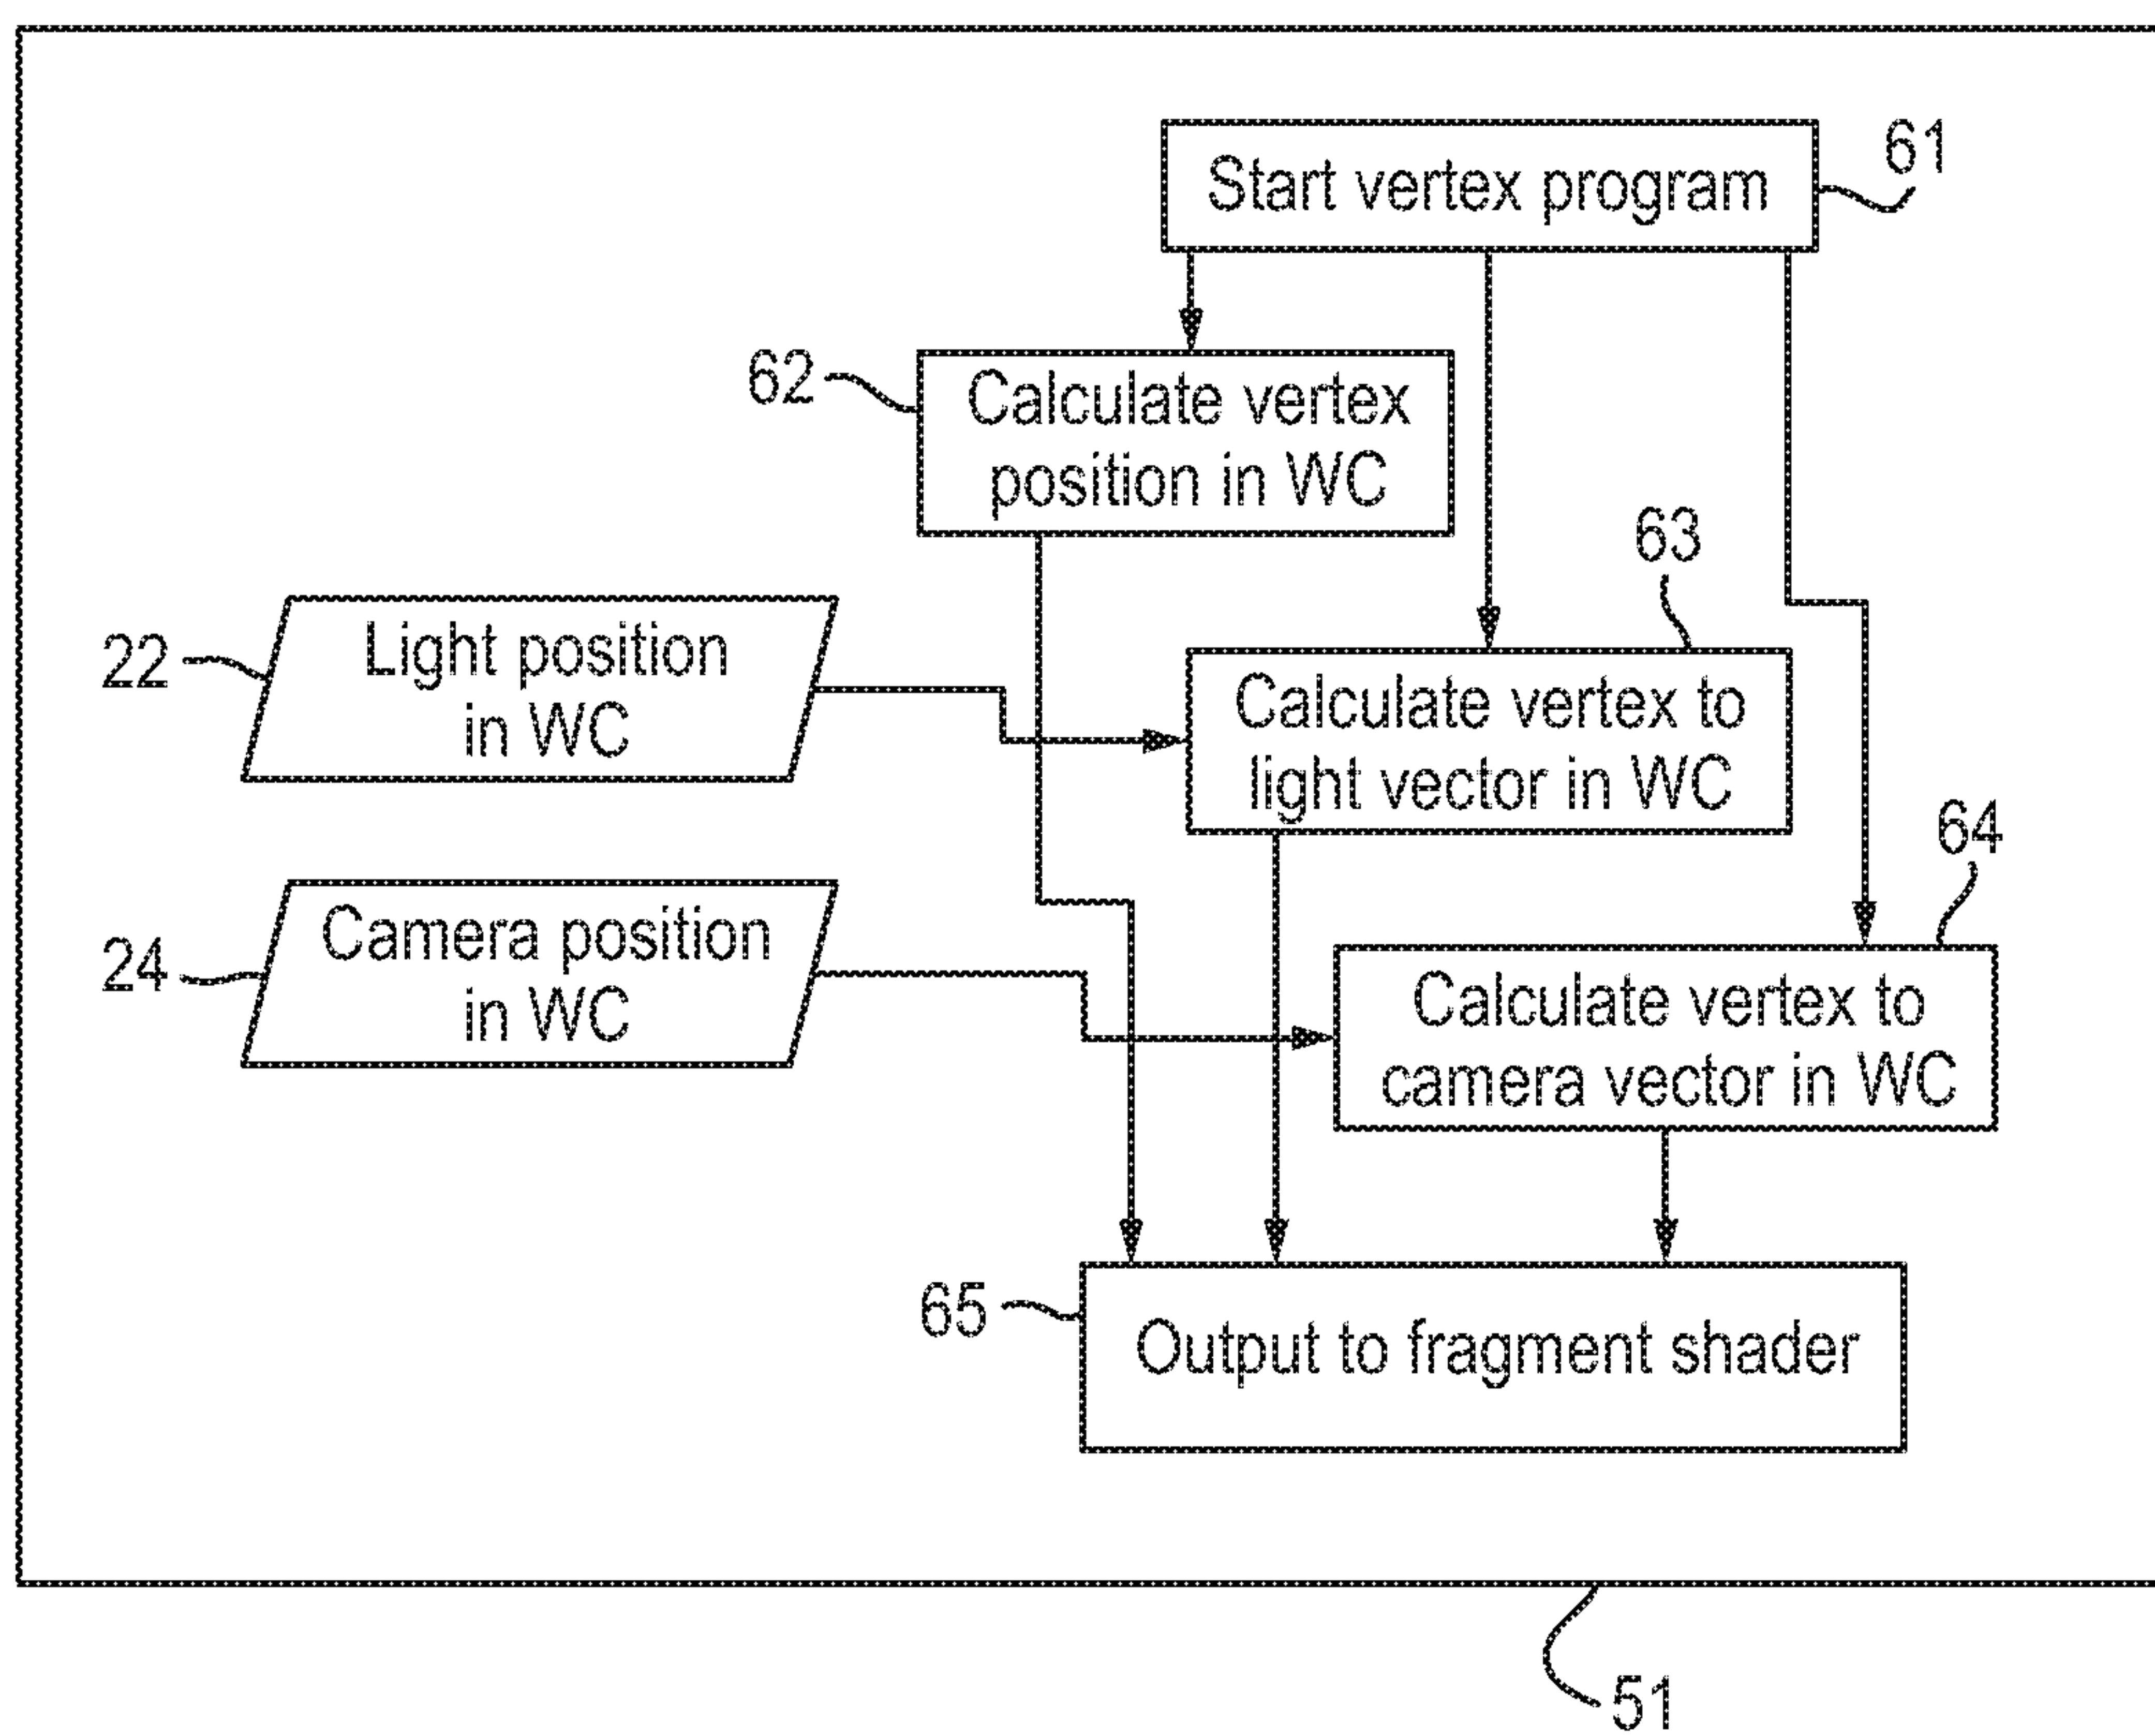 Start vertex program
61
62
Calculate vertex
position in WC
63
22
Light position
in WC
Calculate vertex to
light vector in WC
64
24
Camera position
in WC
Calculate vertex to
camera vector in WC
65
Output to fragment shader
51